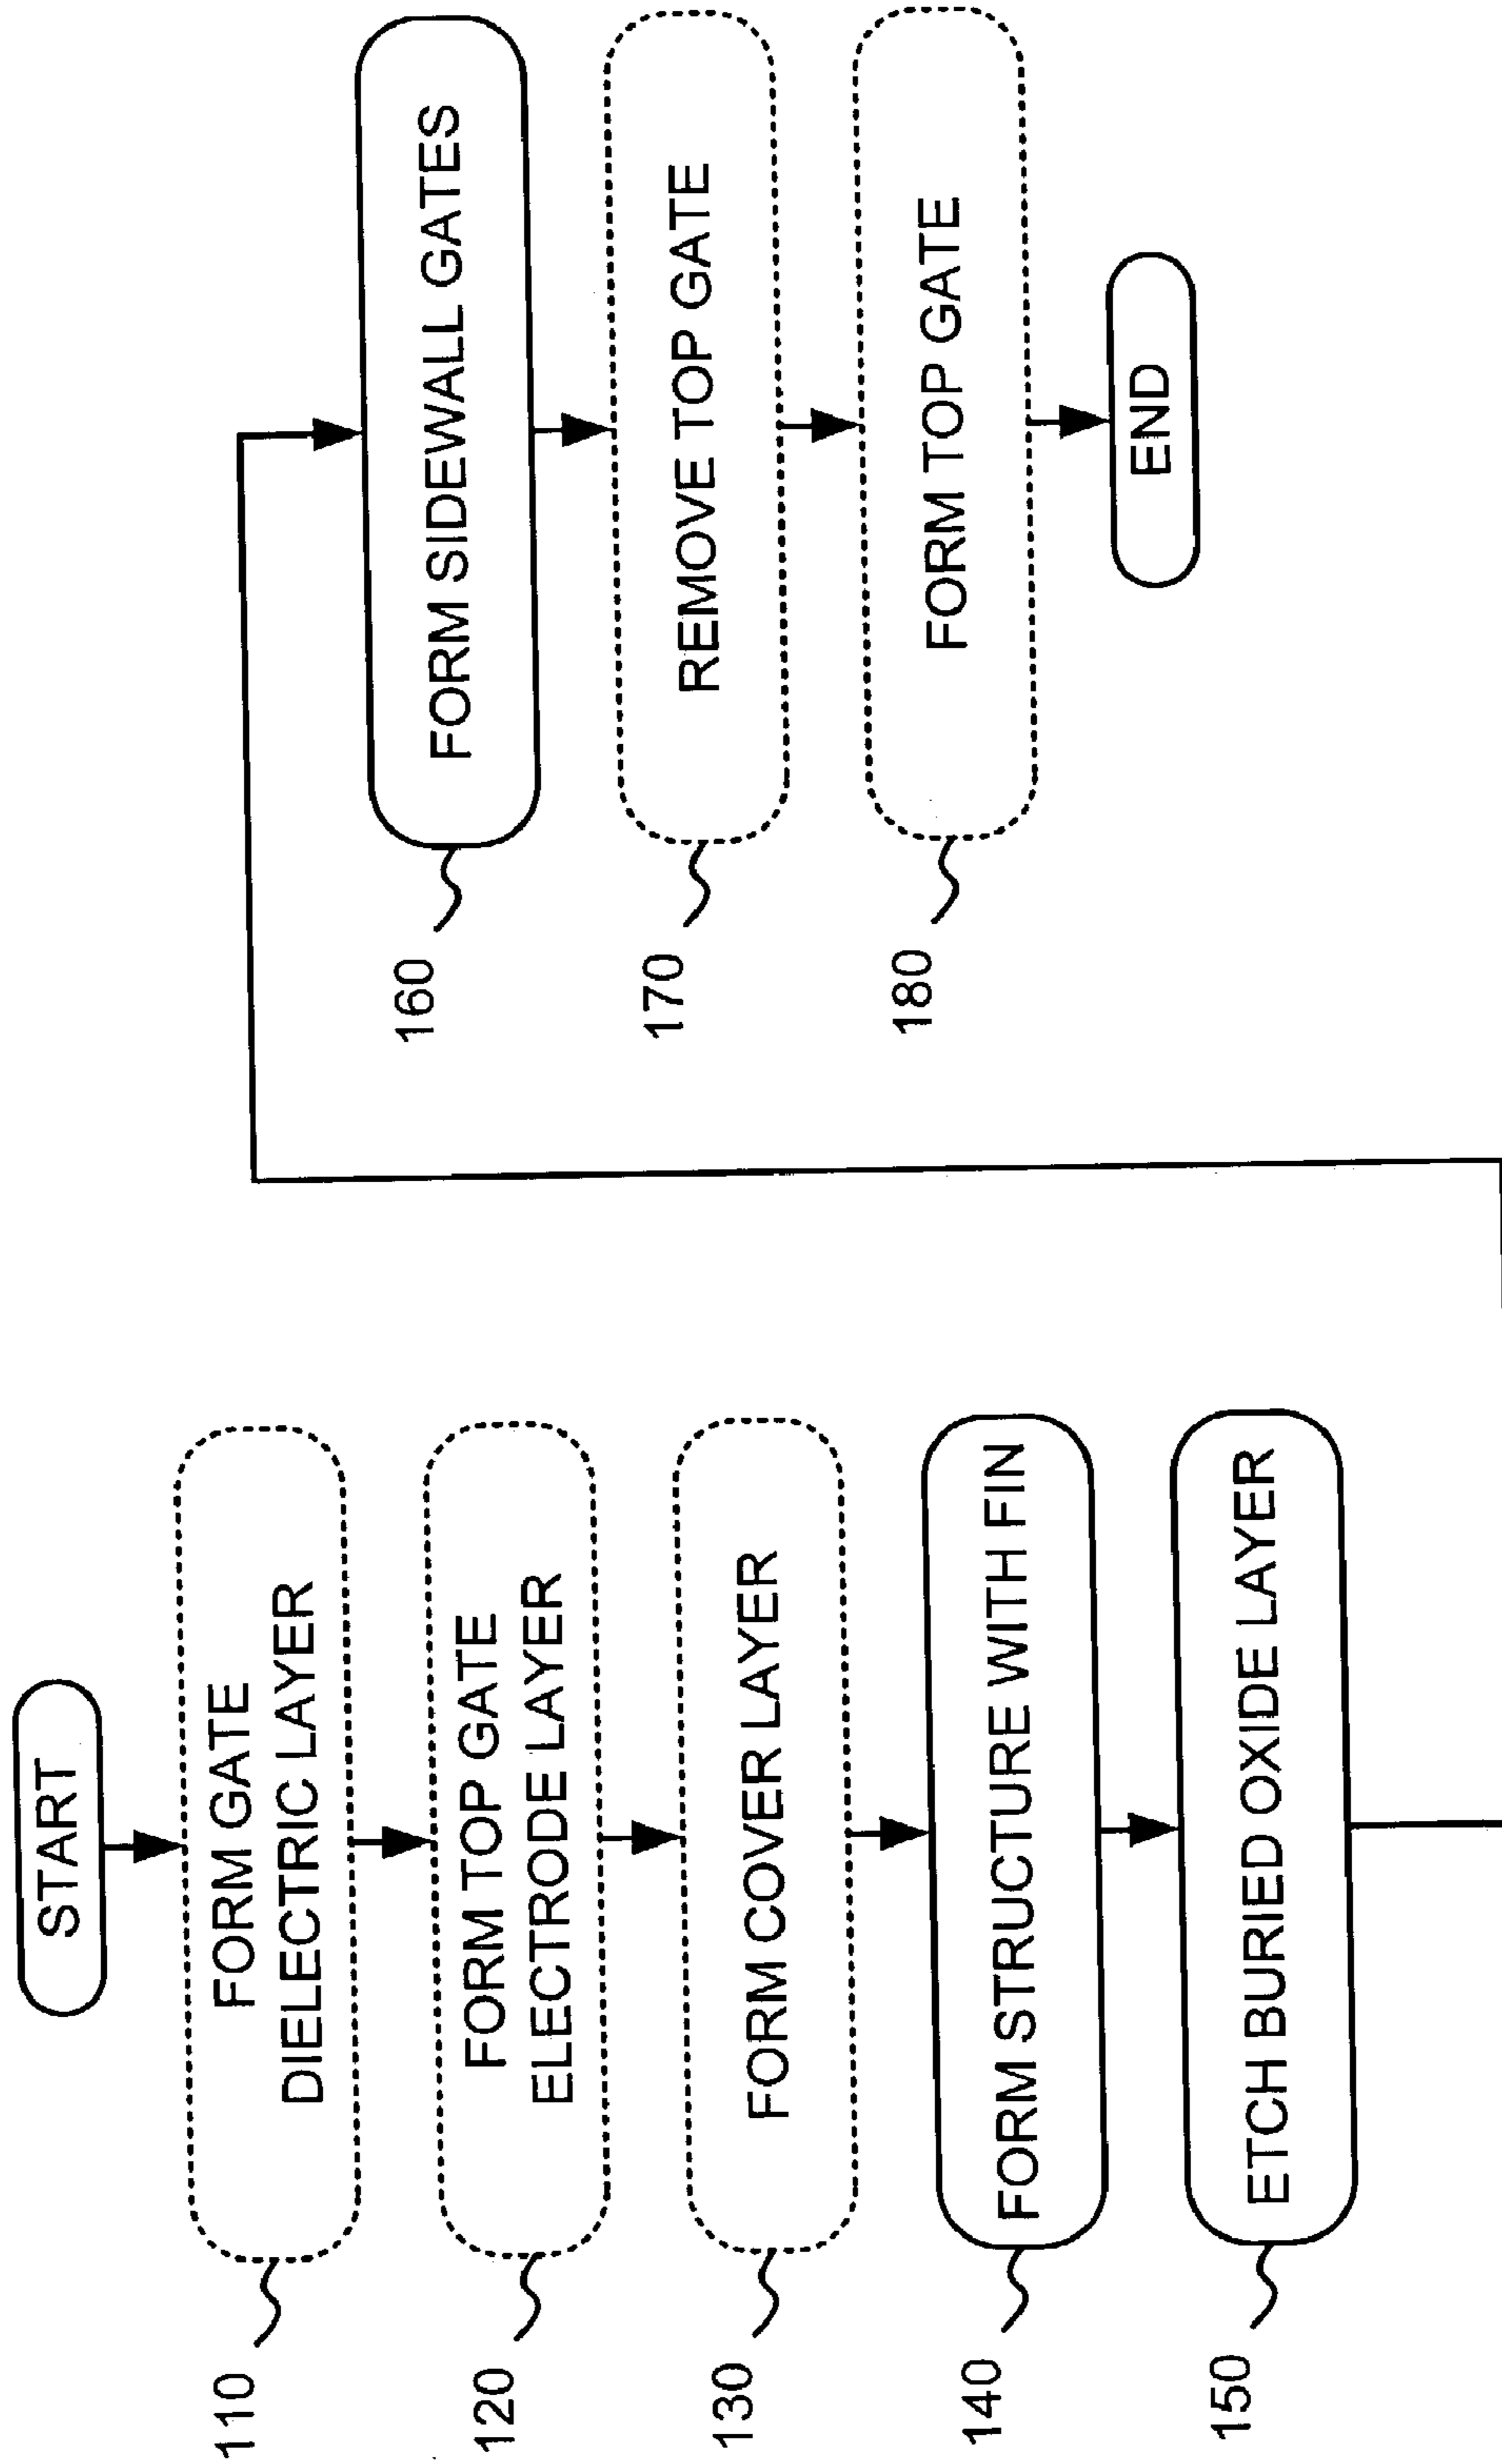 START
110
FORM GATE
DIELECTRIC LAYER
120
FORM TOP GATE
ELECTRODE LAYER
130
FORM COVER LAYER
140
FORM STRUCTURE WITH FIN
150
ETCH BURIED OXIDE LAYER
160
FORM SIDEWALL GATES
170
REMOVE TOP GATE
180
FORM TOP GATE
END